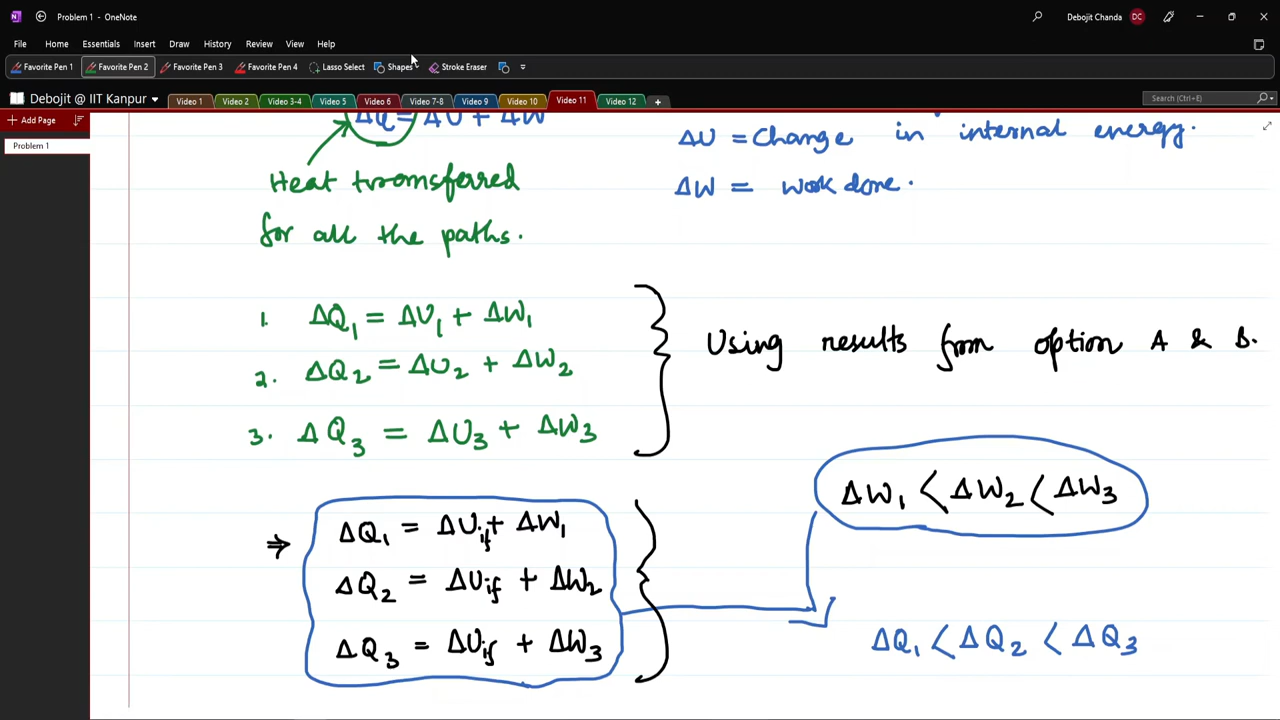 Problem 1 - OneNote
Debojit Chanda DC
File Home Essentials Insert Draw History Review View Help
Favorite Pen 1 Favorite Pen 2 Favorite Pen 3 Favorite Pen 4 Lasso Select Shapes Stroke Eraser
Debojit @ IIT Kanpur Video 1 Video 2 Video 3-4 Video 5 Video 6 Video 7-8 Video 9 Video 10 Video 11 Video 12 + Search (Ctrl+E)
+ Add Page
Problem 1
ΔQ = ΔU + ΔW
ΔU = Change in internal energy.
Heat transferred
ΔW = work done.
for all the paths.
1. ΔQ₁ = ΔU₁ + ΔW₁
2. ΔQ₂ = ΔU₂ + ΔW₂
3. ΔQ₃ = ΔU₃ + ΔW₃
Using results from option A & B.
⇒ ΔQ₁ = ΔUif + ΔW₁
ΔQ₂ = ΔUif + ΔW₂
ΔQ₃ = ΔUif + ΔW₃
ΔW₁ < ΔW₂ < ΔW₃
ΔQ₁ < ΔQ₂ < ΔQ₃